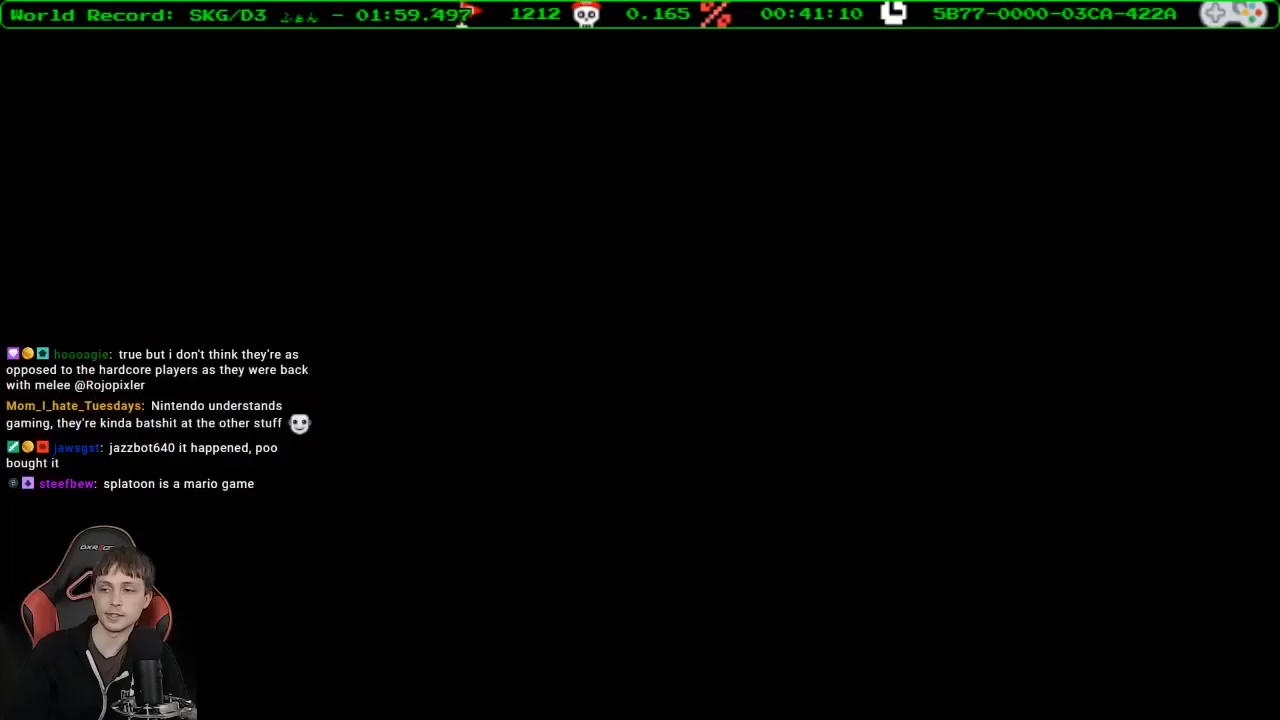 World Record: SKG/D3 ふぉん - 01:59.497 1212 0.165 00:41:10 5B77-0000-03CA-422A
hoooagie: true but i don't think they're as
opposed to the hardcore players as they were back
with melee @Rojopixler
Mom_I_hate_Tuesdays: Nintendo understands
gaming, they're kinda batshit at the other stuff
jawsgst: jazzbot640 it happened, poo
bought it
steefbew: splatoon is a mario game